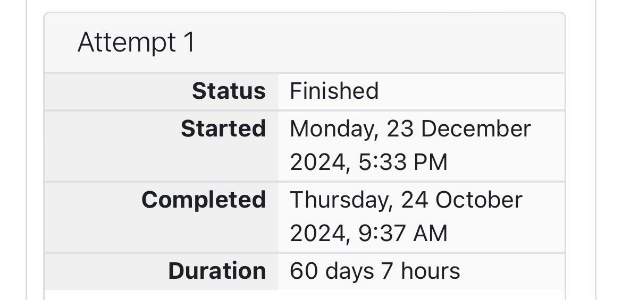 Attempt 1
Status Finished
Started Monday, 23 December
2024, 5:33 PM
Completed Thursday, 24 October
2024, 9:37 AM
Duration 60 days 7 hours